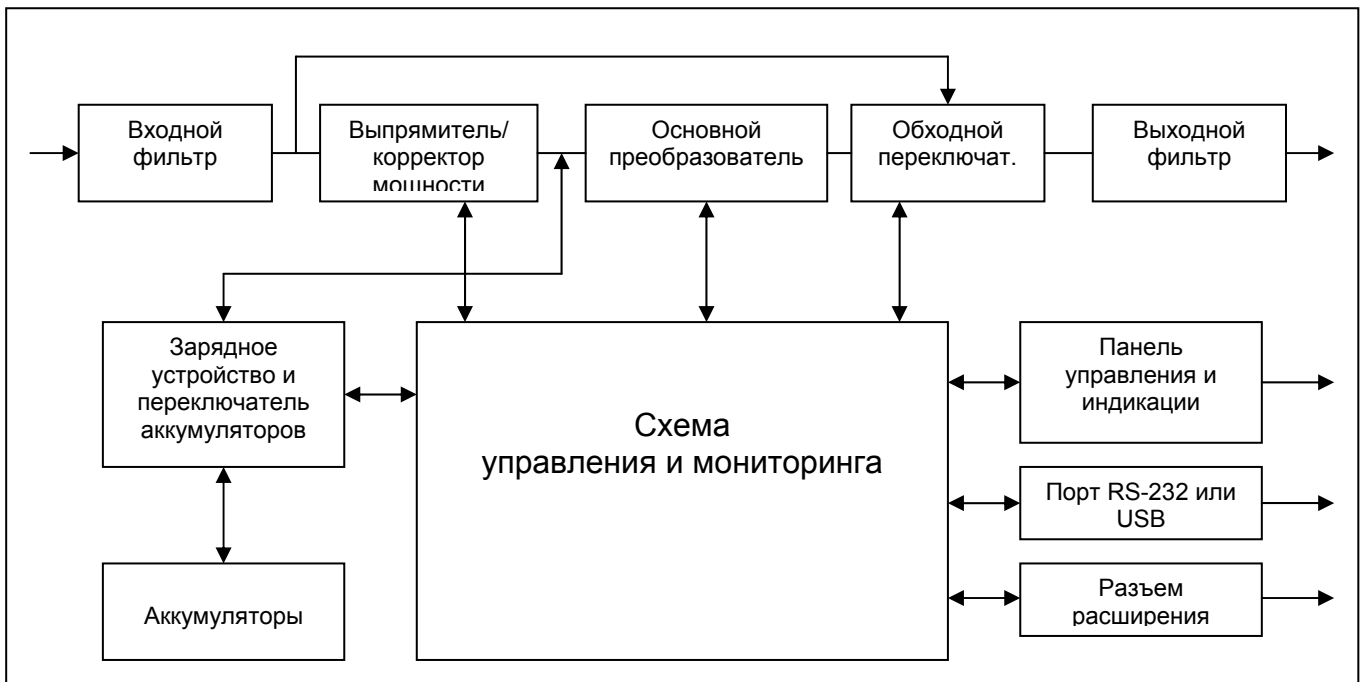 Входной
фильтр
Выпрямитель/
корректор
мощности
Основной
преобразователь
Обходной
переключат.
Выходной
фильтр
Зарядное
устройство и
переключатель
аккумуляторов
Схема
управления и мониторинга
Панель
управления и
индикации
Порт RS-232 или
USB
Аккумуляторы
Разъем
расширения